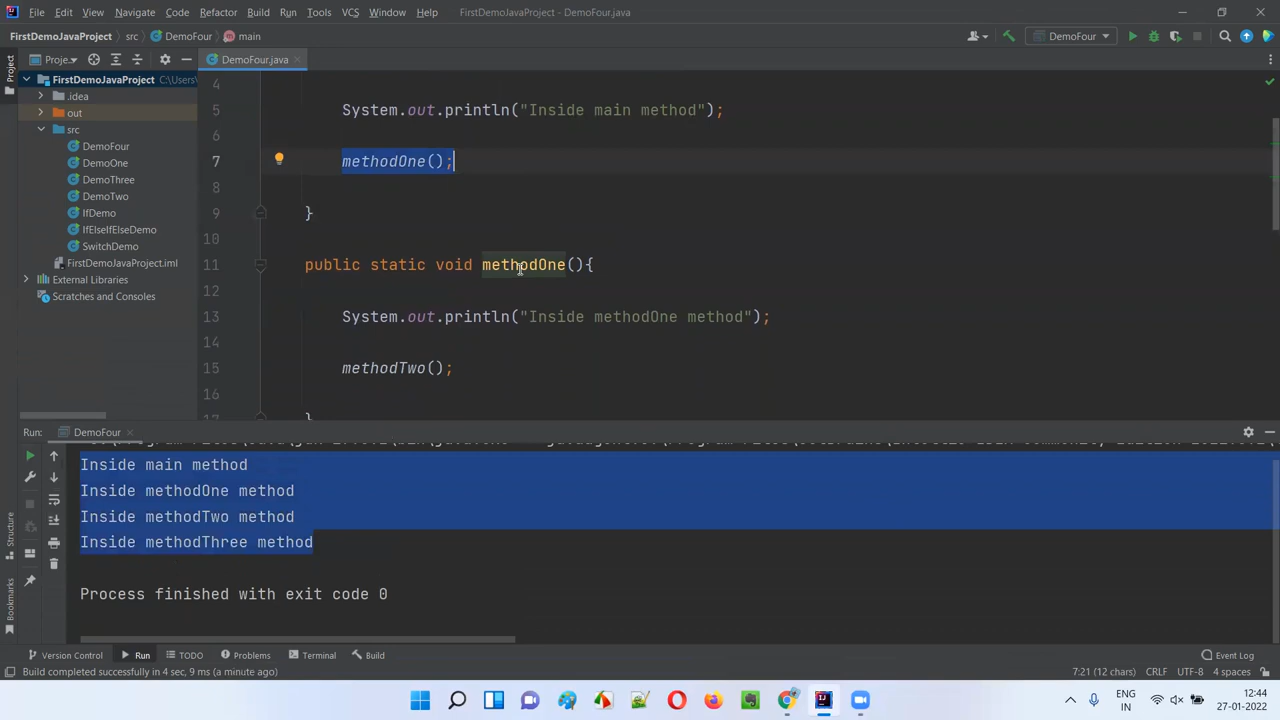 File Edit View Navigate Code Refactor Build Run Tools VCS Window Help FirstDemoJavaProject - DemoFour.java
FirstDemoJavaProject src DemoFour main DemoFour
Project Proje... DemoFour.java
FirstDemoJavaProject C:\Users\
.idea
out
src
DemoFour
DemoOne
DemoThree
DemoTwo
IfDemo
IfElseIfElseDemo
SwitchDemo
FirstDemoJavaProject.iml
External Libraries
Scratches and Consoles
4
5 System.out.println("Inside main method");
6
7 methodOne();
8
9 }
10
11 public static void methodOne(){
12
13 System.out.println("Inside methodOne method");
14
15 methodTwo();
16
17 }
Run: DemoFour
Inside main method
Inside methodOne method
Inside methodTwo method
Inside methodThree method
Process finished with exit code 0
Structure
Bookmarks
Version Control Run TODO Problems Terminal Build Event Log
Build completed successfully in 4 sec, 9 ms (a minute ago) 7:21 (12 chars) CRLF UTF-8 4 spaces
ENG
IN
12:44
27-01-2022